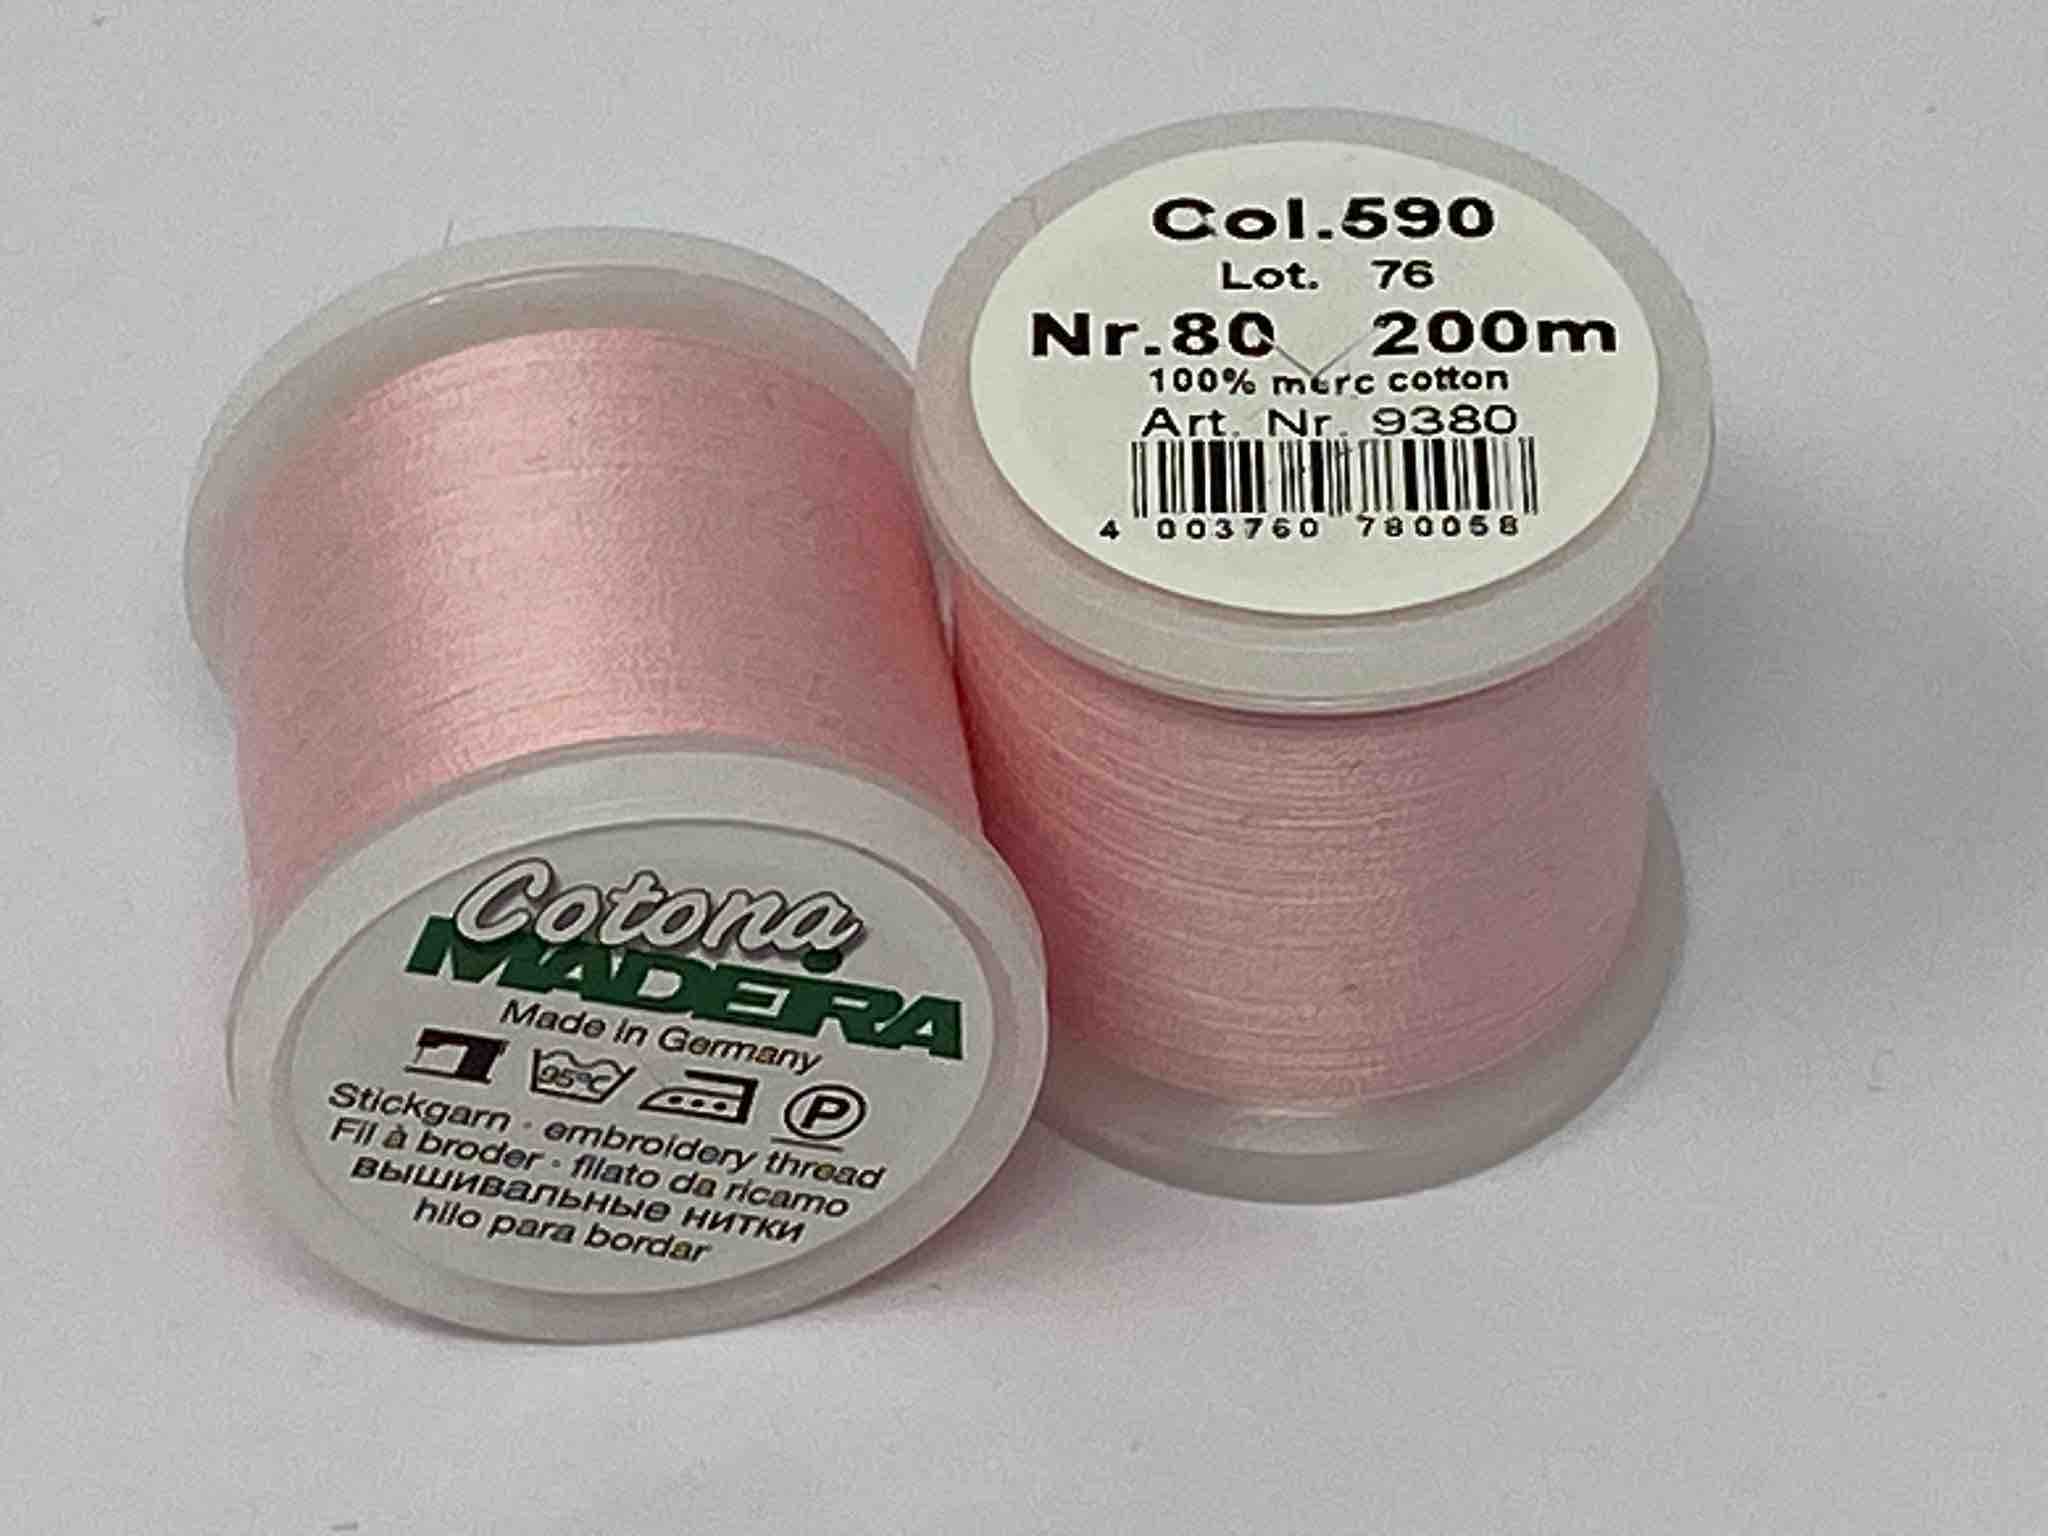 Cotona
MADEIRA
Made in Germany
95°C
P
Stickgarn · embroidery thread
Fil à broder · filato da ricamo
вышивальные нитки
hilo para bordar
Col.590
Lot. 76
Nr.80 200m
100% merc cotton
Art. Nr. 9380
4 003760 780058